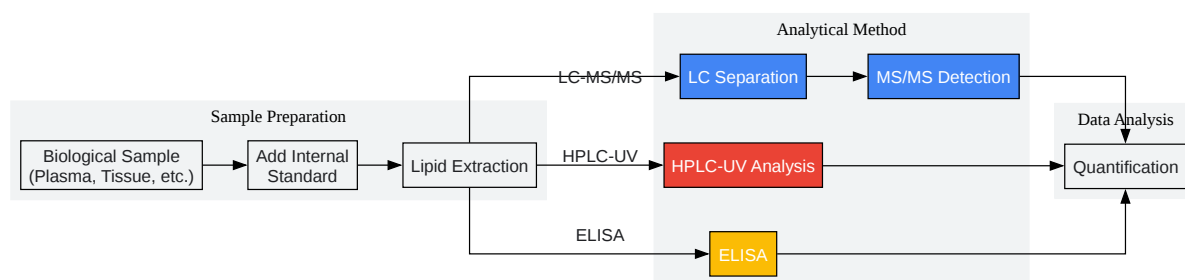 Analytical Method
LC-MS/MS
LC Separation
MS/MS Detection
Sample Preparation
Data Analysis
Biological Sample
(Plasma, Tissue, etc.)
Add Internal
Standard
Lipid Extraction
HPLC-UV
HPLC-UV Analysis
Quantification
ELISA
ELISA